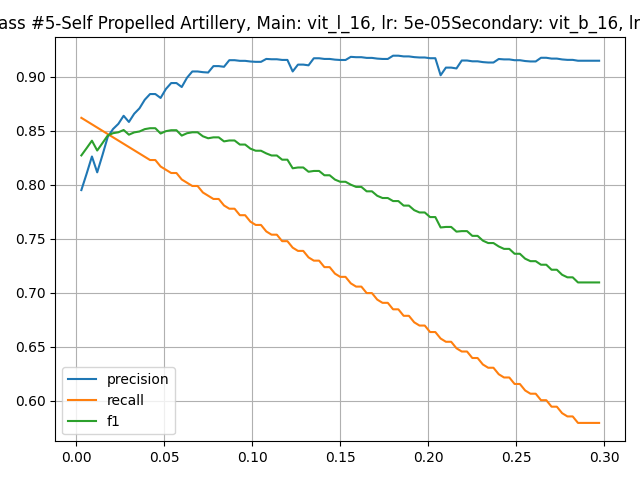 ass #5-Self Propelled Artillery, Main: vit_l_16, lr: 5e-05Secondary: vit_b_16, lr
0.90
0.85
0.80
0.75
0.70
0.65
0.60
precision
recall
f1
0.00 0.05 0.10 0.15 0.20 0.25 0.30